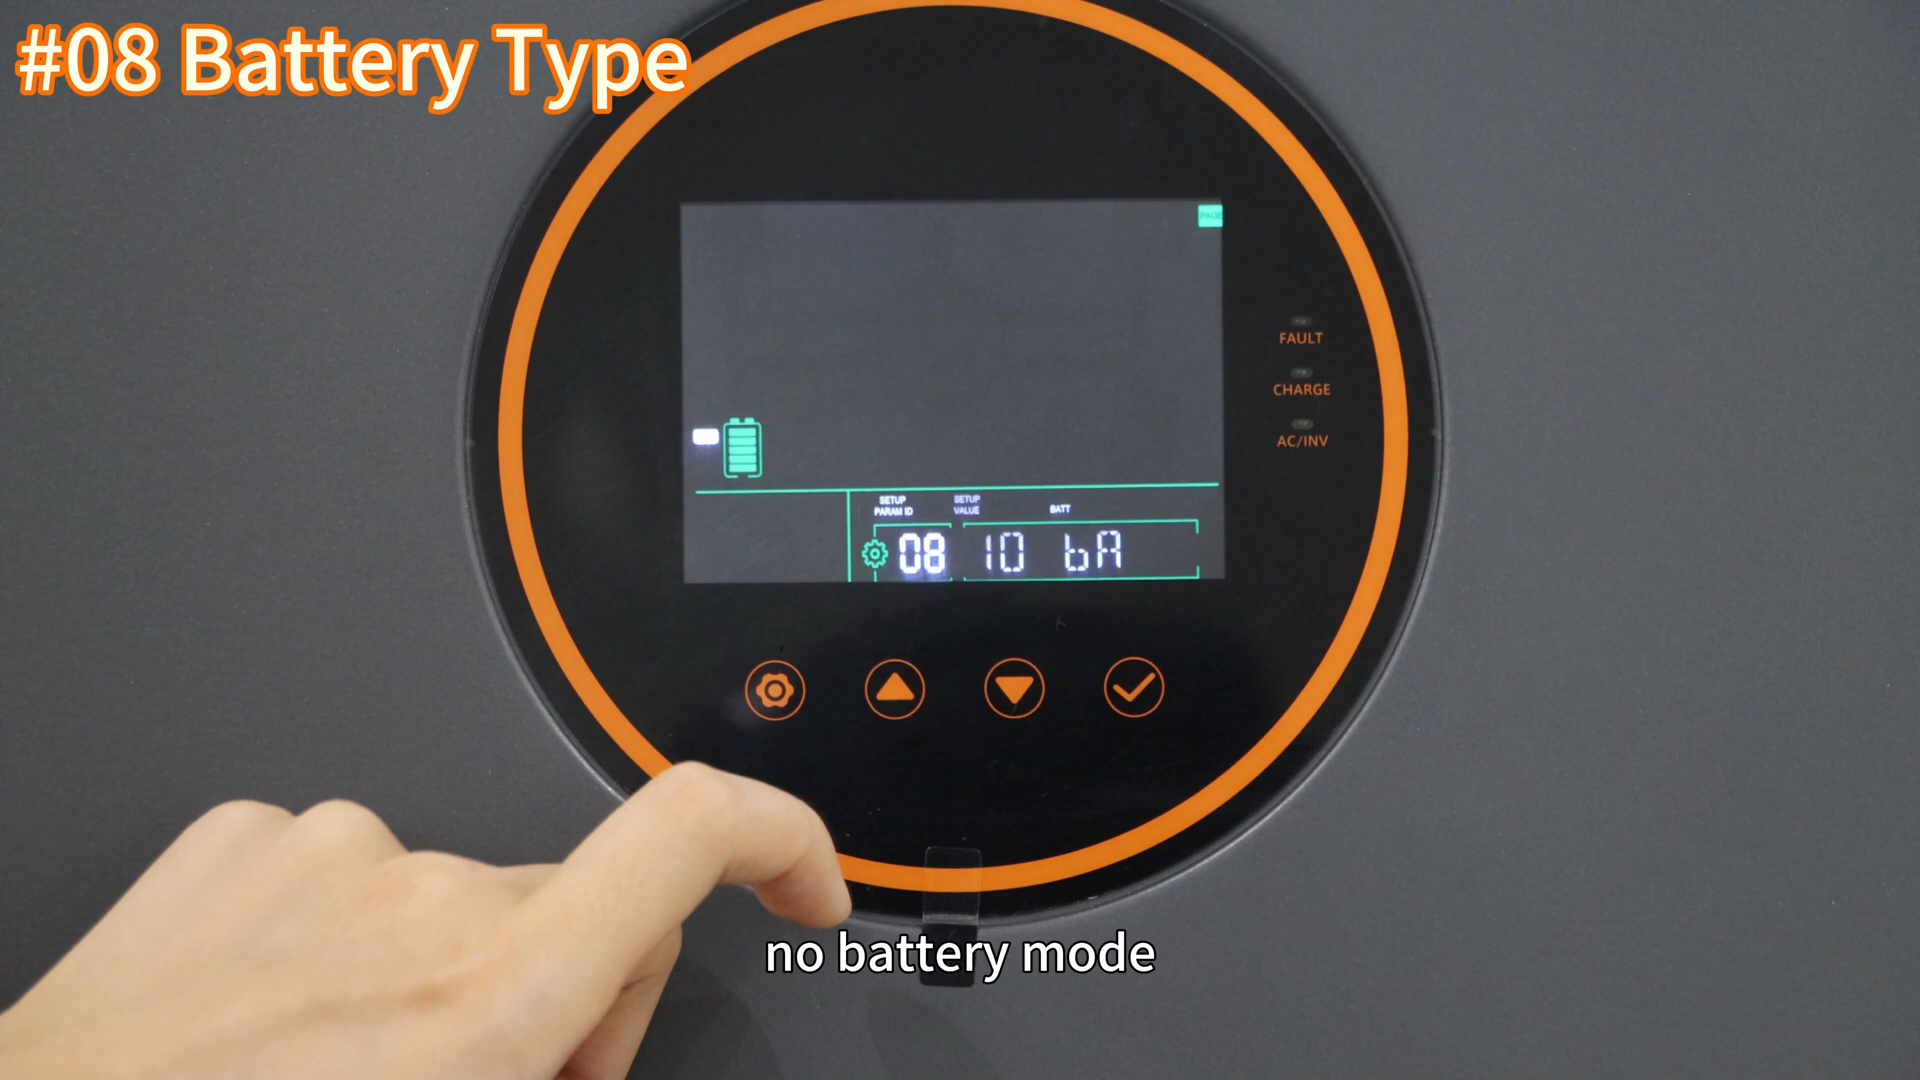 #08 Battery Type
PAGE
FAULT
CHARGE
AC/INV
SETUP
PARAM ID
SETUP
VALUE
BATT
08 10 bA
no battery mode